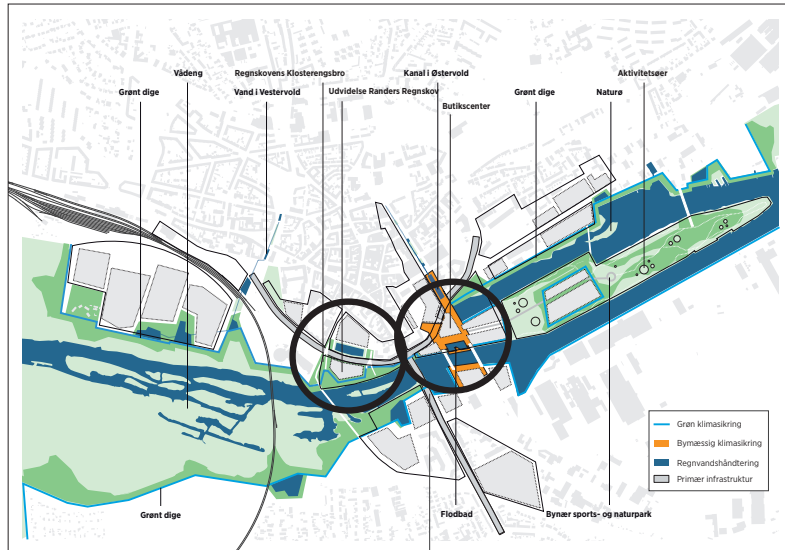 Vådeng
Regnskovens Klosterengsbro
Kanal i Østervold
Aktivitetsøer
Grønt dige
Vand i Vestervold
Udvidelse Randers Regnskov
Grønt dige
Naturø
Butikscenter
Grøn klimasikring
Bymæssig klimasikring
Regnvandshåndtering
Primær infrastruktur
Grønt dige
Flodbad
Bynær sports- og naturpark